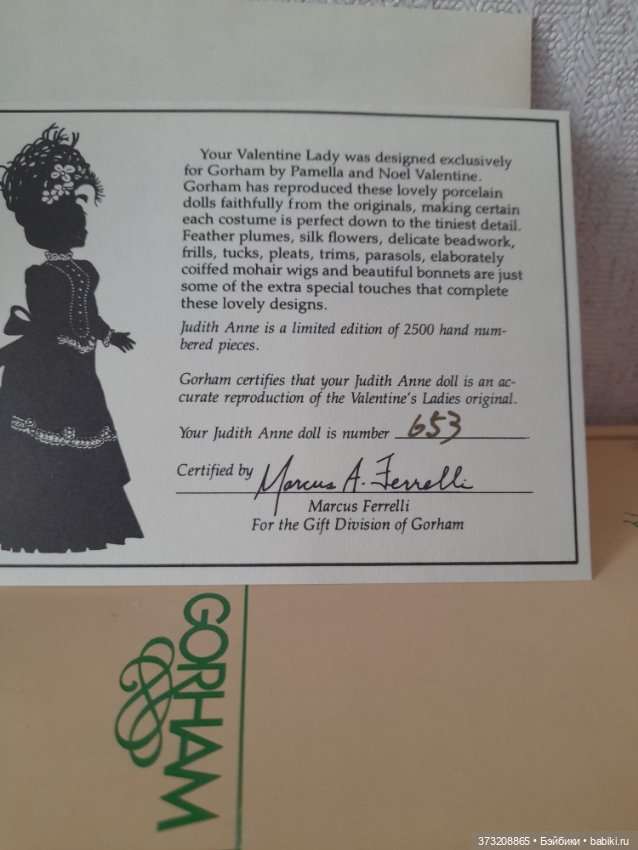 Your Valentine Lady was designed exclusively
for Gorham by Pamella and Noel Valentine.
Gorham has reproduced these lovely porcelain
dolls faithfully from the originals, making certain
each costume is perfect down to the tiniest detail.
Feather plumes, silk flowers, delicate beadwork,
frills, tucks, pleats, trims, parasols, elaborately
coiffed mohair wigs and beautiful bonnets are just
some of the extra special touches that complete
these lovely designs.
Judith Anne is a limited edition of 2500 hand num-
bered pieces.
Gorham certifies that your Judith Anne doll is an ac-
curate reproduction of the Valentine's Ladies original.
Your Judith Anne doll is number 653.
Certified by Marcus A. Ferrelli
Marcus Ferrelli
For the Gift Division of Gorham
GORHAM
373208865 • Бэйбики • babiki.ru